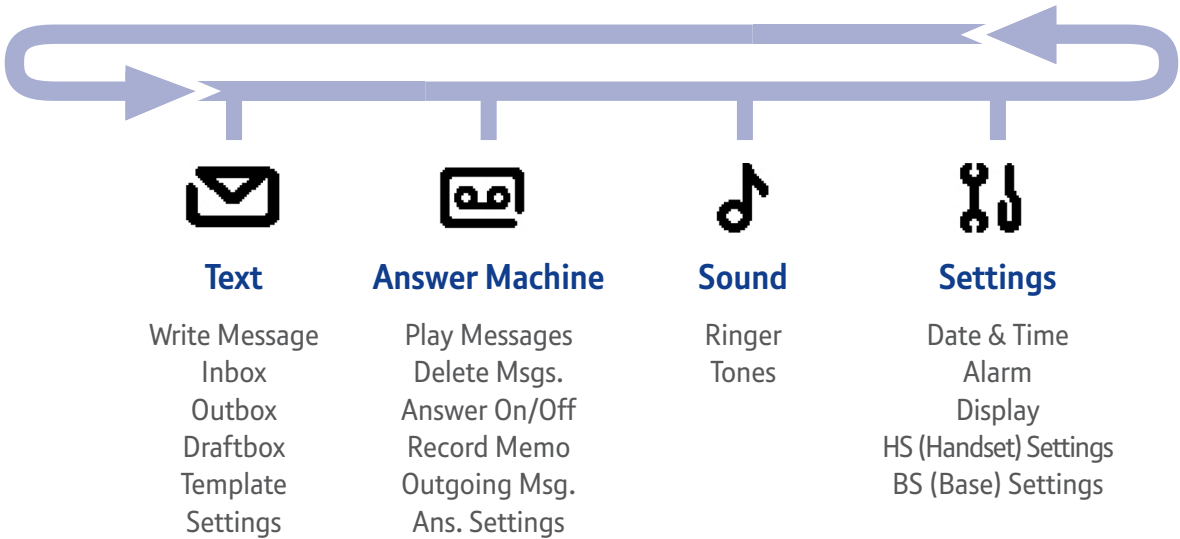 Text
Write Message
Inbox
Outbox
Draftbox
Template
Settings
Answer Machine
Play Messages
Delete Msgs.
Answer On/Off
Record Memo
Outgoing Msg.
Ans. Settings
Sound
Ringer
Tones
Settings
Date & Time
Alarm
Display
HS (Handset) Settings
BS (Base) Settings